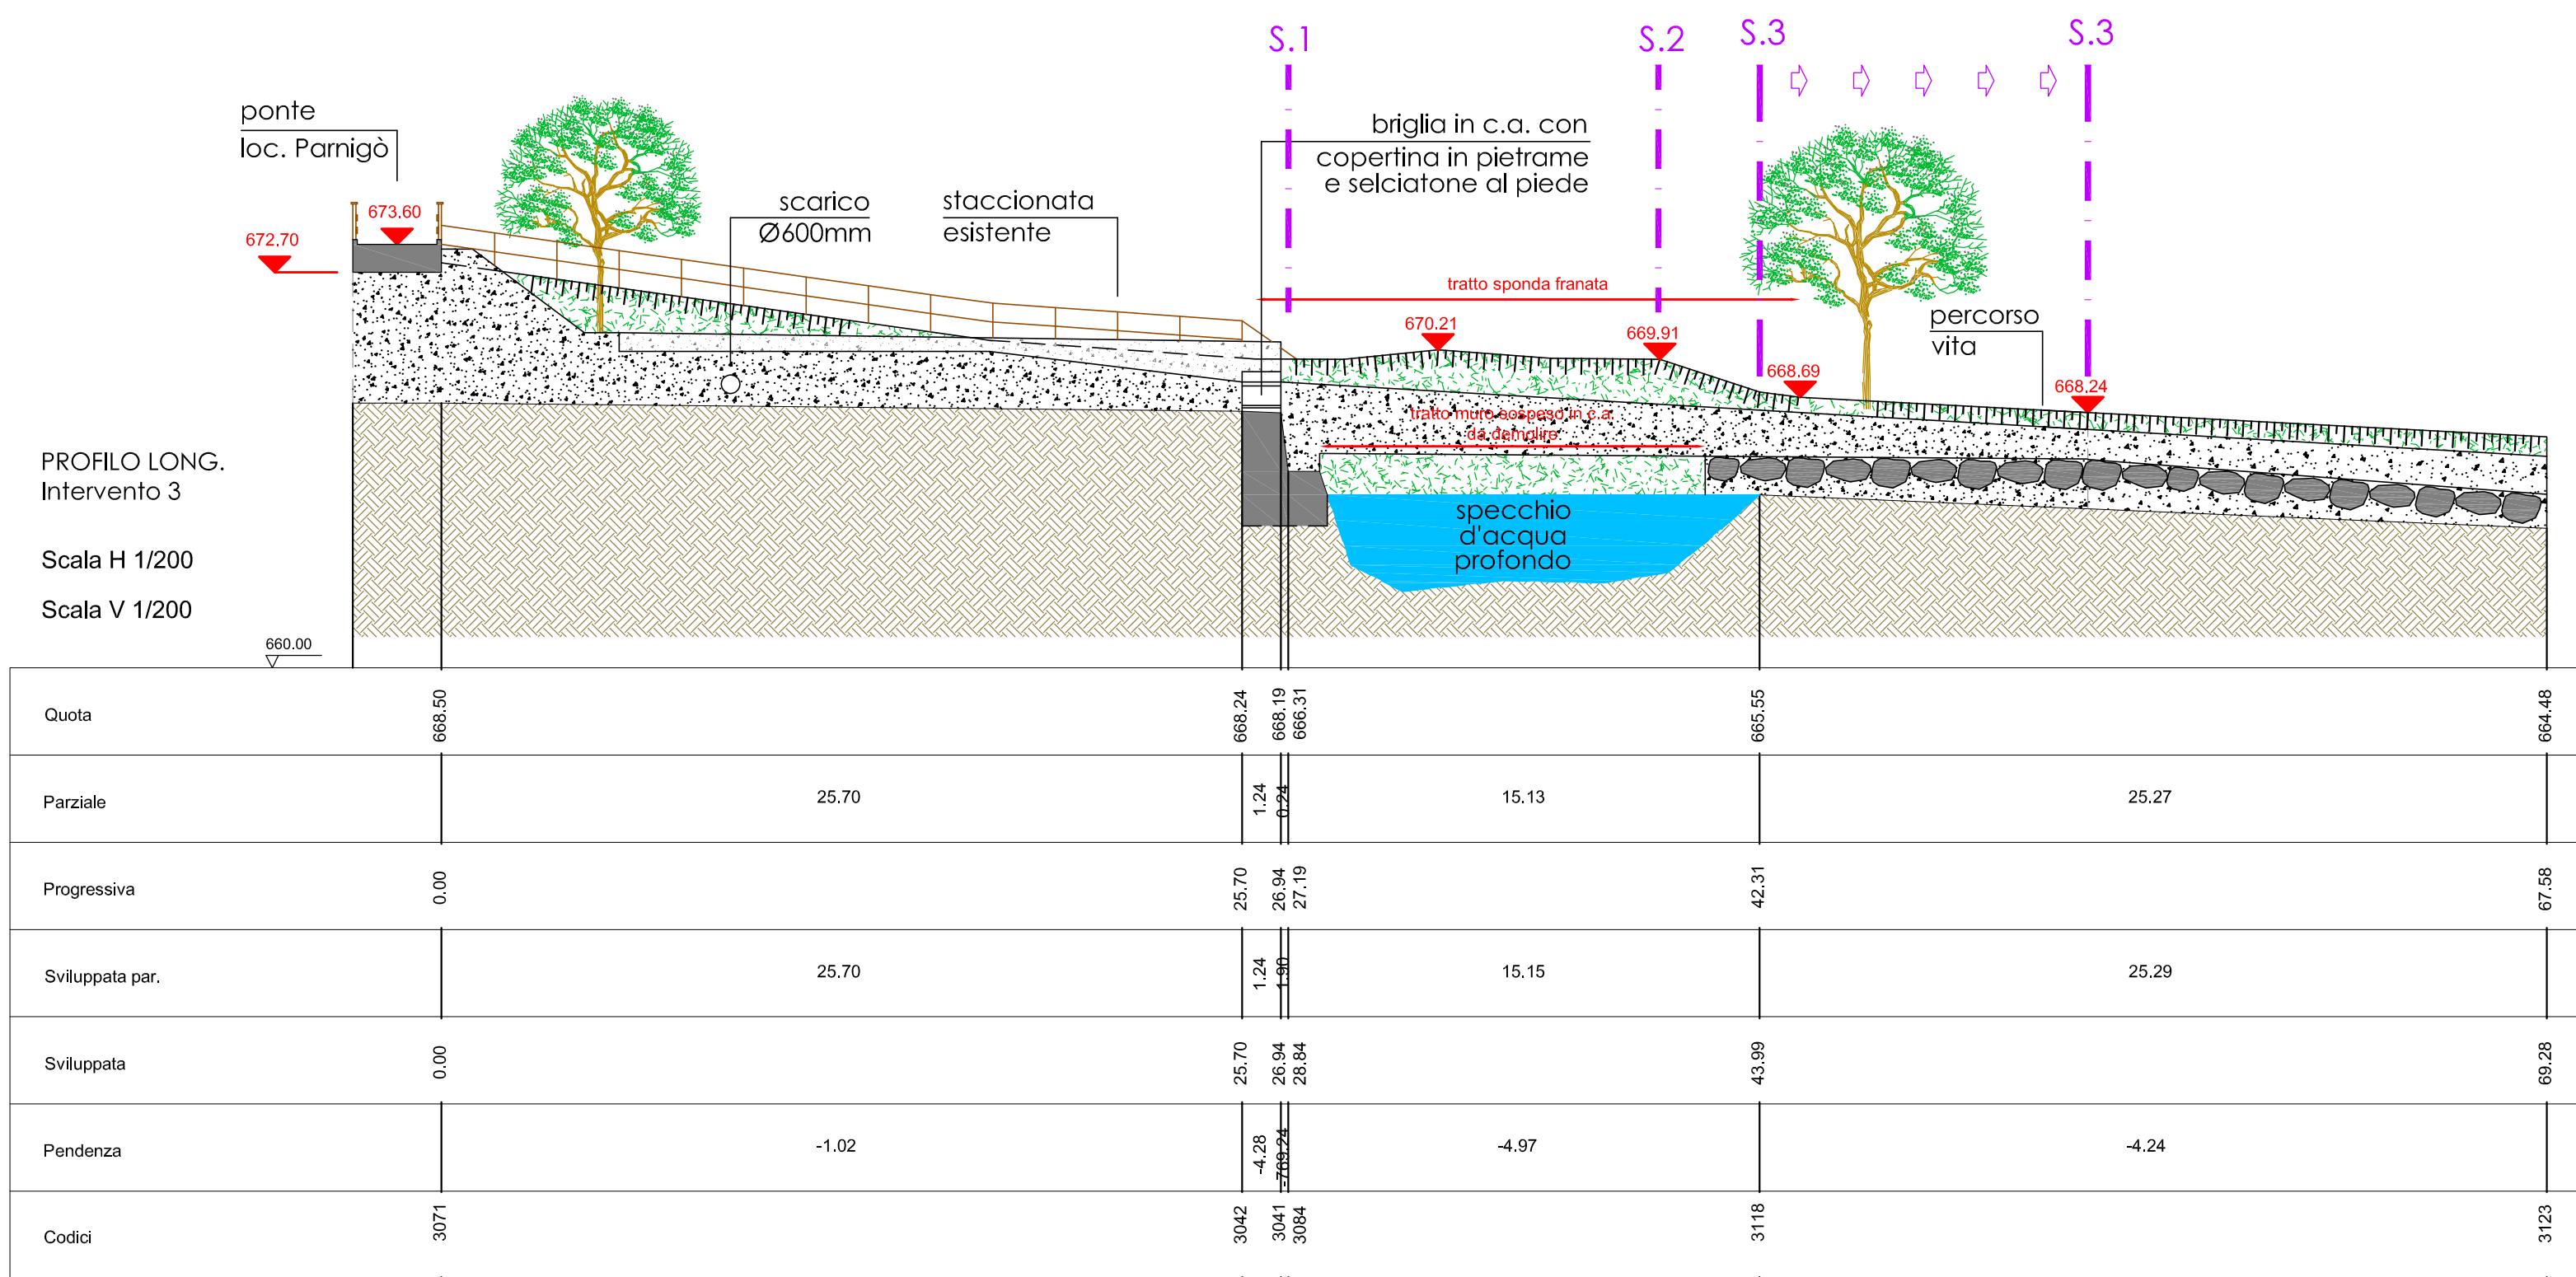 S.1
S.2
S.3
S.3
ponte
loc. Parnigò
673.60
672.70
scarico
Ø600mm
staccionata
esistente
briglia in c.a. con
copertina in pietrame
e selciatone al piede
tratto sponda franata
670.21
669.91
668.69
percorso
vita
668.24
tratto muro sospeso in c.a.
da demolire
specchio
d'acqua
profondo
PROFILO LONG.
Intervento 3
Scala H 1/200
Scala V 1/200
660.00
Quota 668.50 668.24 668.19 666.31 665.55 664.48
Parziale 25.70 1.24 0.24 15.13 25.27
Progressiva 0.00 25.70 26.94 27.19 42.31 67.58
Sviluppata par. 25.70 1.24 1.90 15.15 25.29
Sviluppata 0.00 25.70 26.94 28.84 43.99 69.28
Pendenza -1.02 -4.28 -769.24 -4.97 -4.24
Codici 3071 3042 3041 3084 3118 3123